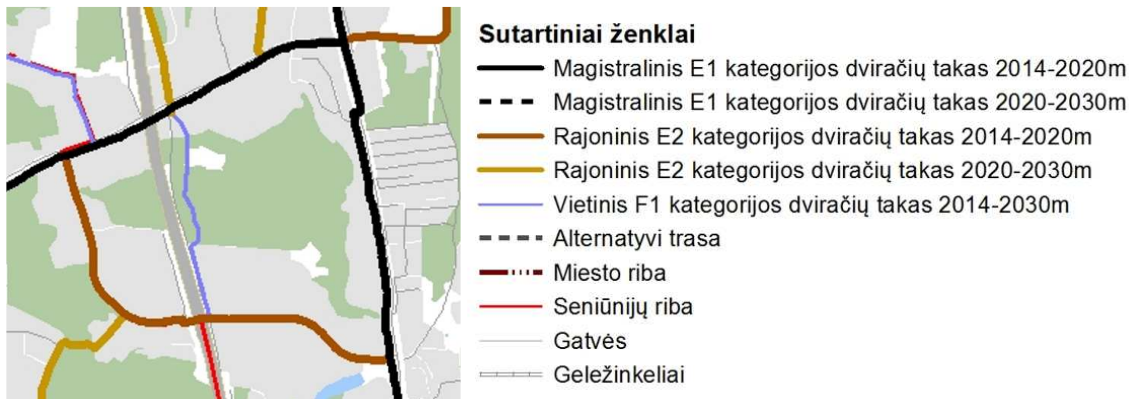 Sutartiniai ženklai
Magistralinis E1 kategorijos dviračių takas 2014-2020m
Magistralinis E1 kategorijos dviračių takas 2020-2030m
Rajoninis E2 kategorijos dviračių takas 2014-2020m
Rajoninis E2 kategorijos dviračių takas 2020-2030m
Vietinis F1 kategorijos dviračių takas 2014-2030m
Alternatyvi trasa
Miesto riba
Seniūnijų riba
Gatvės
Geležinkeliai